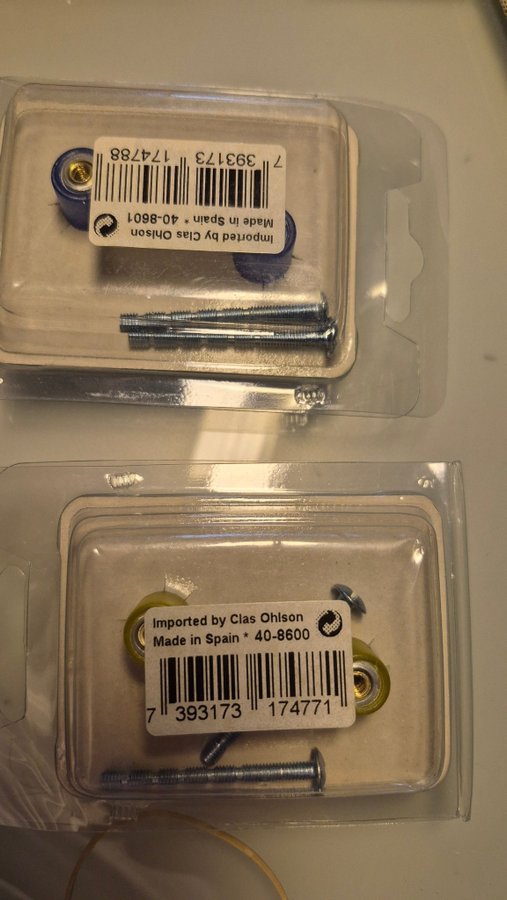 Imported by Clas Ohlson
Made in Spain * 40-8601
7 393173 174788
Imported by Clas Ohlson
Made in Spain * 40-8600
7 393173 174771